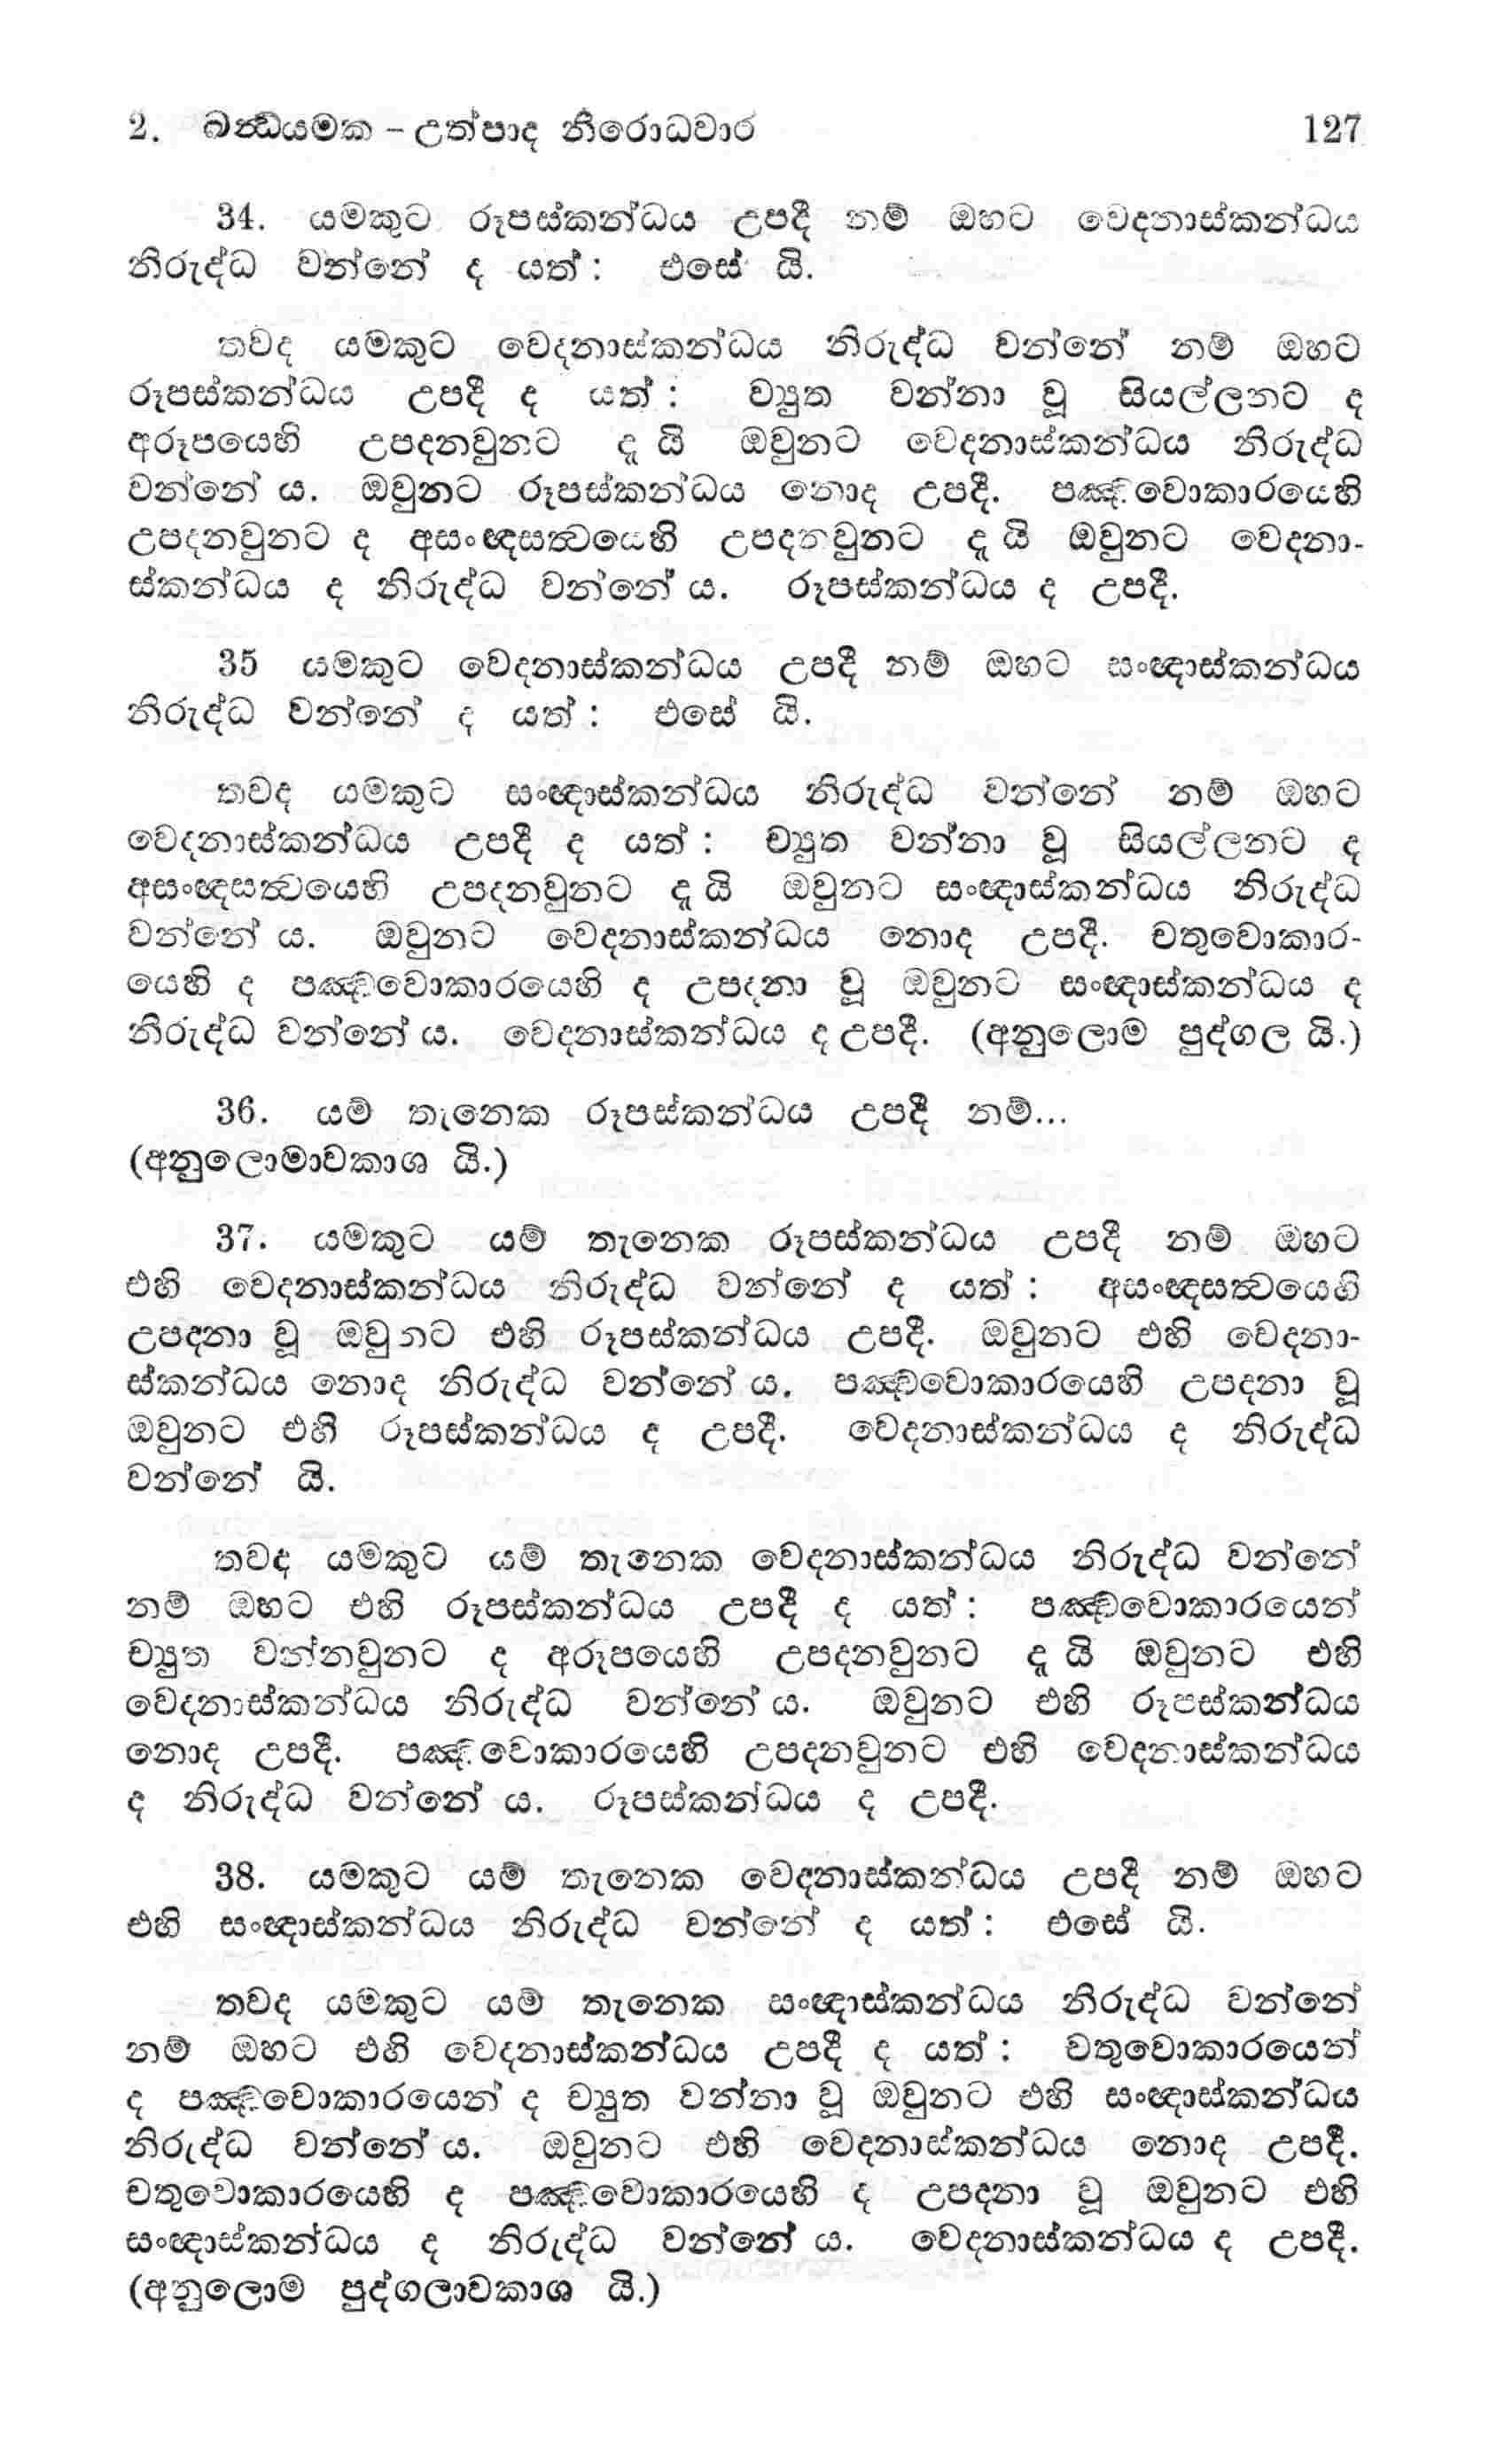 2. ඛන්ධයමක – උත්පාද නිරොධවාර 127
34. යමකුට රූපස්කන්ධය උපදී නම් ඔහට වෙදනාස්කන්ධය
නිරුද්ධ වන්නේ ද යත් : එසේ යි.
තවද යමකුට වෙදනාස්කන්ධය නිරුද්ධ වන්නේ නම් ඔහට
රූපස්කන්ධය උපදී ද යත් : ච්‍යුත වන්නා වූ සියල්ලනට ද
අරූපයෙහි උපදනවුනට දැ යි ඔවුනට වෙදනාස්කන්ධය නිරුද්ධ
වන්නේ ය. ඔවුනට රූපස්කන්ධය නොද උපදී. පඤ්චවොකාරයෙහි
උපදනවුනට ද අසංඥසත්‍වයෙහි උපදනවුනට දැ යි ඔවුනට වෙදනා-
ස්කන්ධය ද නිරුද්ධ වන්නේ ය. රූපස්කන්ධය ද උපදී.
35 යමකුට වෙදනාස්කන්ධය උපදී නම් ඔහට සංඥාස්කන්ධය
නිරුද්ධ වන්නේ ද යත් : එසේ යි.
තවද යමකුට සංඥාස්කන්ධය නිරුද්ධ වන්නේ නම් ඔහට
වෙදනාස්කන්ධය උපදී ද යත් : ච්‍යුත වන්නා වූ සියල්ලනට ද
අසංඥසත්‍වයෙහි උපදනවුනට දැ යි ඔවුනට සංඥාස්කන්ධය නිරුද්ධ
වන්නේ ය. ඔවුනට වෙදනාස්කන්ධය නොද උපදී. චතුවොකාර-
යෙහි ද පඤ්චවොකාරයෙහි ද උපදනා වූ ඔවුනට සංඥාස්කන්ධය ද
නිරුද්ධ වන්නේ ය. වෙදනාස්කන්ධය ද උපදී. (අනුලොම පුද්ගල යි.)
36. යම් තැනෙක රූපස්කන්ධය උපදී නම්...
(අනුලොමාවකාශ යි.)
37. යමකුට යම් තැනෙක රූපස්කන්ධය උපදී නම් ඔහට
එහි වෙදනාස්කන්ධය නිරුද්ධ වන්නේ ද යත් : අසංඥසත්‍වයෙහි
උපදනා වූ ඔවුනට එහි රූපස්කන්ධය උපදී. ඔවුනට එහි වෙදනා-
ස්කන්ධය නොද නිරුද්ධ වන්නේ ය. පඤ්චවොකාරයෙහි උපදනා වූ
ඔවුනට එහි රූපස්කන්ධය ද උපදී. වෙදනාස්කන්ධය ද නිරුද්ධ
වන්නේ යි.
තවද යමකුට යම් තැනෙක වෙදනාස්කන්ධය නිරුද්ධ වන්නේ
නම් ඔහට එහි රූපස්කන්ධය උපදී ද යත් : පඤ්චවොකාරයෙන්
ච්‍යුත වන්නවුනට ද අරූපයෙහි උපදනවුනට දැ යි ඔවුනට එහි
වෙදනාස්කන්ධය නිරුද්ධ වන්නේ ය. ඔවුනට එහි රූපස්කන්ධය
නොද උපදී. පඤ්චවොකාරයෙහි උපදනවුනට එහි වෙදනාස්කන්ධය
ද නිරුද්ධ වන්නේ ය. රූපස්කන්ධය ද උපදී.
38. යමකුට යම් තැනෙක වෙදනාස්කන්ධය උපදී නම් ඔහට
එහි සංඥාස්කන්ධය නිරුද්ධ වන්නේ ද යත් : එසේ යි.
තවද යමකුට යම් තැනෙක සංඥාස්කන්ධය නිරුද්ධ වන්නේ
නම් ඔහට එහි වෙදනාස්කන්ධය උපදී ද යත් : චතුවොකාරයෙන්
ද පඤ්චවොකාරයෙන් ද ච්‍යුත වන්නා වූ ඔවුනට එහි සංඥාස්කන්ධය
නිරුද්ධ වන්නේ ය. ඔවුනට එහි වෙදනාස්කන්ධය නොද උපදී.
චතුවොකාරයෙහි ද පඤ්චවොකාරයෙහි ද උපදනා වූ ඔවුනට එහි
සංඥාස්කන්ධය ද නිරුද්ධ වන්නේ ය. වෙදනාස්කන්ධය ද උපදී.
(අනුලොම පුද්ගලාවකාශ යි.)